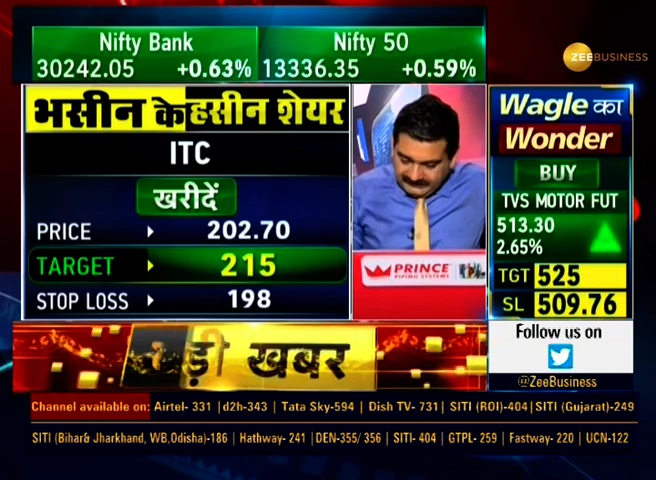 Nifty Bank
30242.05 +0.63%
Nifty 50
13336.35 +0.59%
ZEEBUSINESS
भसीन के हसीन शेयर
ITC
खरीदें
PRICE 202.70
TARGET 215
STOP LOSS 198
PRINCE
PIPING SYSTEMS
Wagle का
Wonder
BUY
TVS MOTOR FUT
513.30
2.65%
TGT 525
SL 509.76
खबर
Follow us on
@ZeeBusiness
Channel available on: Airtel- 331 | d2h-343 | Tata Sky-594 | Dish TV- 731 | SITI (ROI)-404 | SITI (Gujarat)-249
SITI (Bihar& Jharkhand, WB,Odisha)-186 | Hathway- 241 | DEN-355/ 356 | SITI- 404 | GTPL- 259 | Fastway- 220 | UCN-122